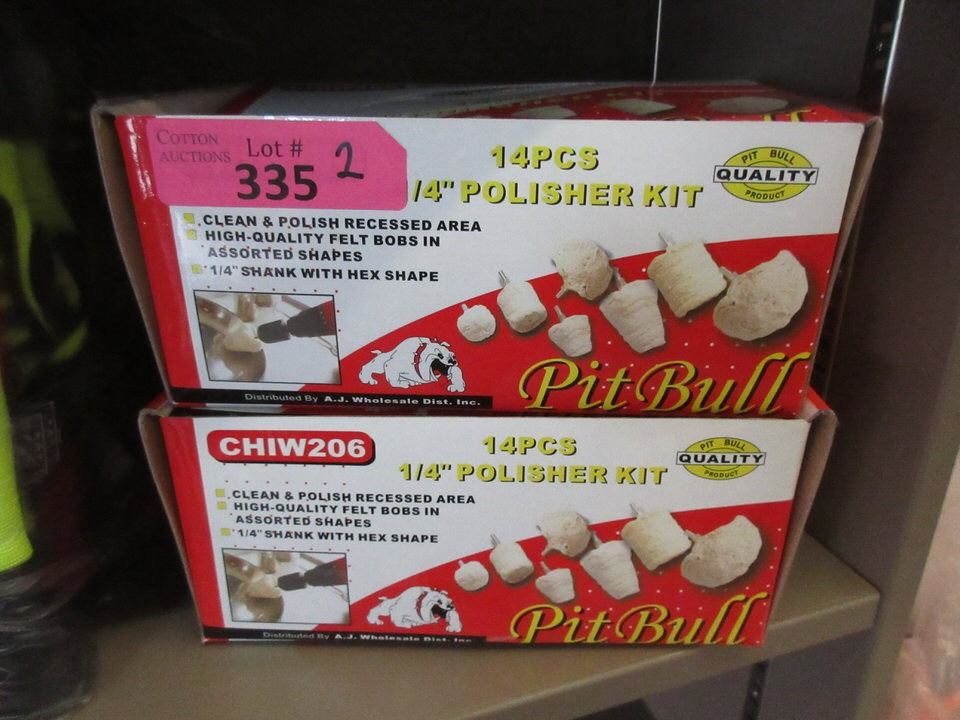 COTTON AUCTIONS
Lot #
335
2
14PCS
/4" POLISHER KIT
PIT BULL
QUALITY
PRODUCT
CLEAN & POLISH RECESSED AREA
HIGH-QUALITY FELT BOBS IN
ASSORTED SHAPES
1/4" SHANK WITH HEX SHAPE
Pit Bull
Distributed By A.J. Wholesale Dist. Inc.
CHIW206
14PCS
1/4" POLISHER KIT
PIT BULL
QUALITY
PRODUCT
CLEAN & POLISH RECESSED AREA
HIGH-QUALITY FELT BOBS IN
ASSORTED SHAPES
1/4" SHANK WITH HEX SHAPE
Pit Bull
Distributed By A.J. Wholesale Dist. Inc.